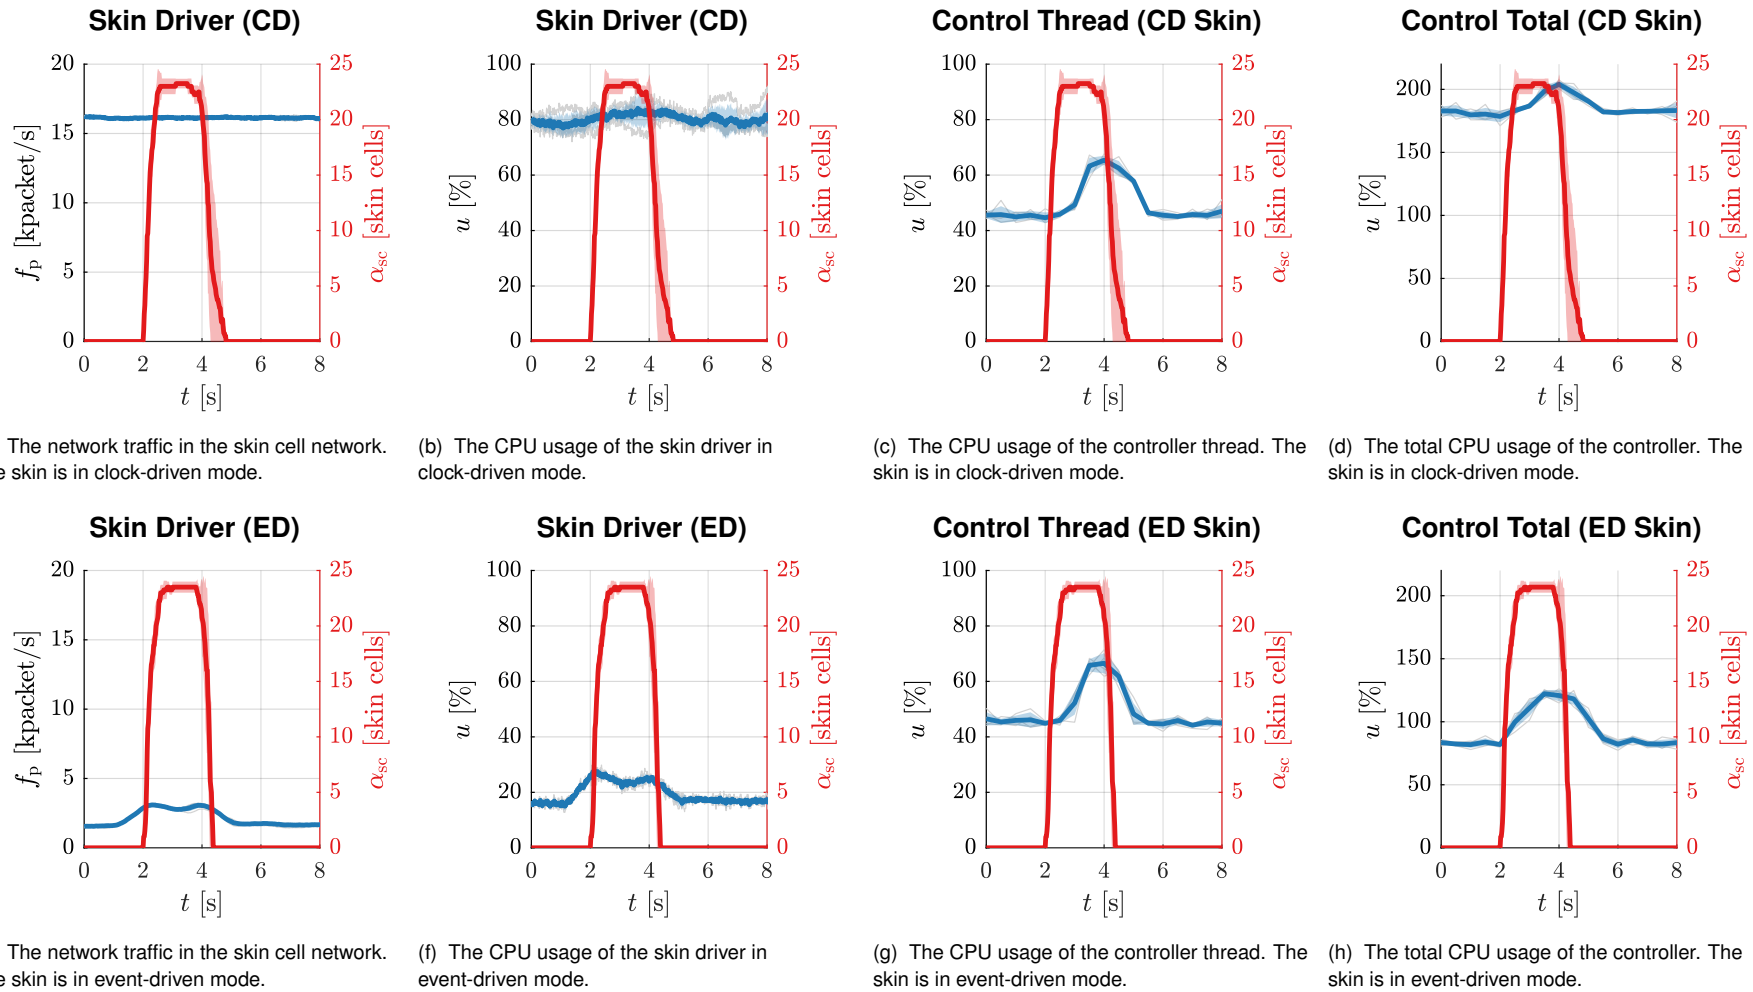 Skin Driver (CD)
Skin Driver (CD)
Control Thread (CD Skin)
Control Total (CD Skin)
20
15
10
5
0
0 2 4 6 8
25
20
15
10
5
0
f_p [kpacket/s]
α_sc [skin cells]
t [s]
100
80
60
40
20
0
0 2 4 6 8
25
20
15
10
5
0
u [%]
α_sc [skin cells]
t [s]
100
80
60
40
20
0
0 2 4 6 8
25
20
15
10
5
0
u [%]
α_sc [skin cells]
t [s]
200
150
100
50
0
0 2 4 6 8
25
20
15
10
5
0
u [%]
α_sc [skin cells]
t [s]
The network traffic in the skin cell network.
e skin is in clock-driven mode.
(b) The CPU usage of the skin driver in
clock-driven mode.
(c) The CPU usage of the controller thread. The
skin is in clock-driven mode.
(d) The total CPU usage of the controller. The
skin is in clock-driven mode.
Skin Driver (ED)
Skin Driver (ED)
Control Thread (ED Skin)
Control Total (ED Skin)
20
15
10
5
0
0 2 4 6 8
25
20
15
10
5
0
f_p [kpacket/s]
α_sc [skin cells]
t [s]
100
80
60
40
20
0
0 2 4 6 8
25
20
15
10
5
0
u [%]
α_sc [skin cells]
t [s]
100
80
60
40
20
0
0 2 4 6 8
25
20
15
10
5
0
u [%]
α_sc [skin cells]
t [s]
200
150
100
50
0
0 2 4 6 8
25
20
15
10
5
0
u [%]
α_sc [skin cells]
t [s]
The network traffic in the skin cell network.
e skin is in event-driven mode.
(f) The CPU usage of the skin driver in
event-driven mode.
(g) The CPU usage of the controller thread. The
skin is in event-driven mode.
(h) The total CPU usage of the controller. The
skin is in event-driven mode.